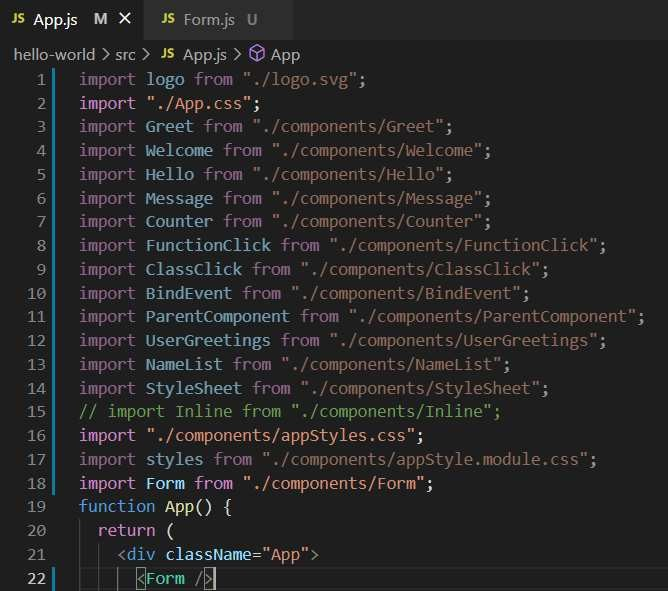 JS App.js M × JS Form.js U
hello-world > src > JS App.js > App
1 import logo from "./logo.svg";
2 import "./App.css";
3 import Greet from "./components/Greet";
4 import Welcome from "./components/Welcome";
5 import Hello from "./components/Hello";
6 import Message from "./components/Message";
7 import Counter from "./components/Counter";
8 import FunctionClick from "./components/FunctionClick";
9 import ClassClick from "./components/ClassClick";
10 import BindEvent from "./components/BindEvent";
11 import ParentComponent from "./components/ParentComponent";
12 import UserGreetings from "./components/UserGreetings";
13 import NameList from "./components/NameList";
14 import StyleSheet from "./components/StyleSheet";
15 // import Inline from "./components/Inline";
16 import "./components/appStyles.css";
17 import styles from "./components/appStyle.module.css";
18 import Form from "./components/Form";
19 function App() {
20 return (
21 <div className="App">
22 <Form />